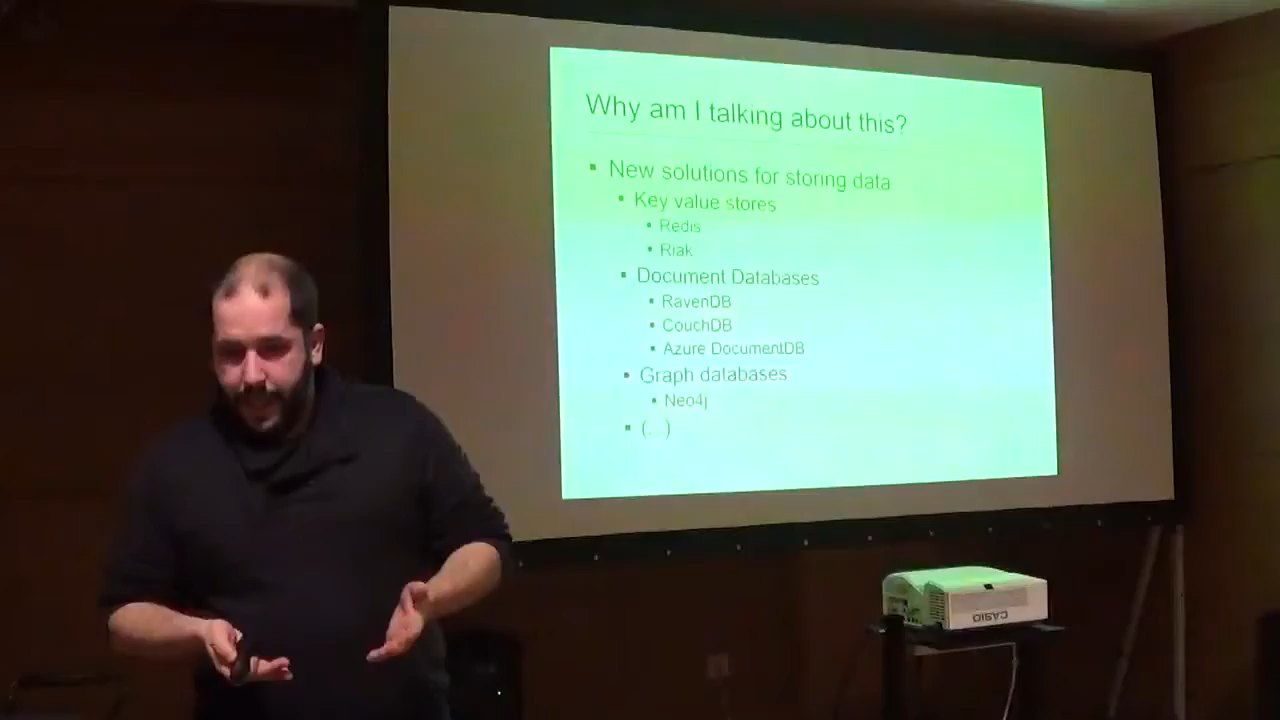 Why am I talking about this?
▪ New solutions for storing data
▪ Key value stores
▪ Redis
▪ Riak
▪ Document Databases
▪ RavenDB
▪ CouchDB
▪ Azure DocumentDB
▪ Graph databases
▪ Neo4j
▪ (...)
CASIO